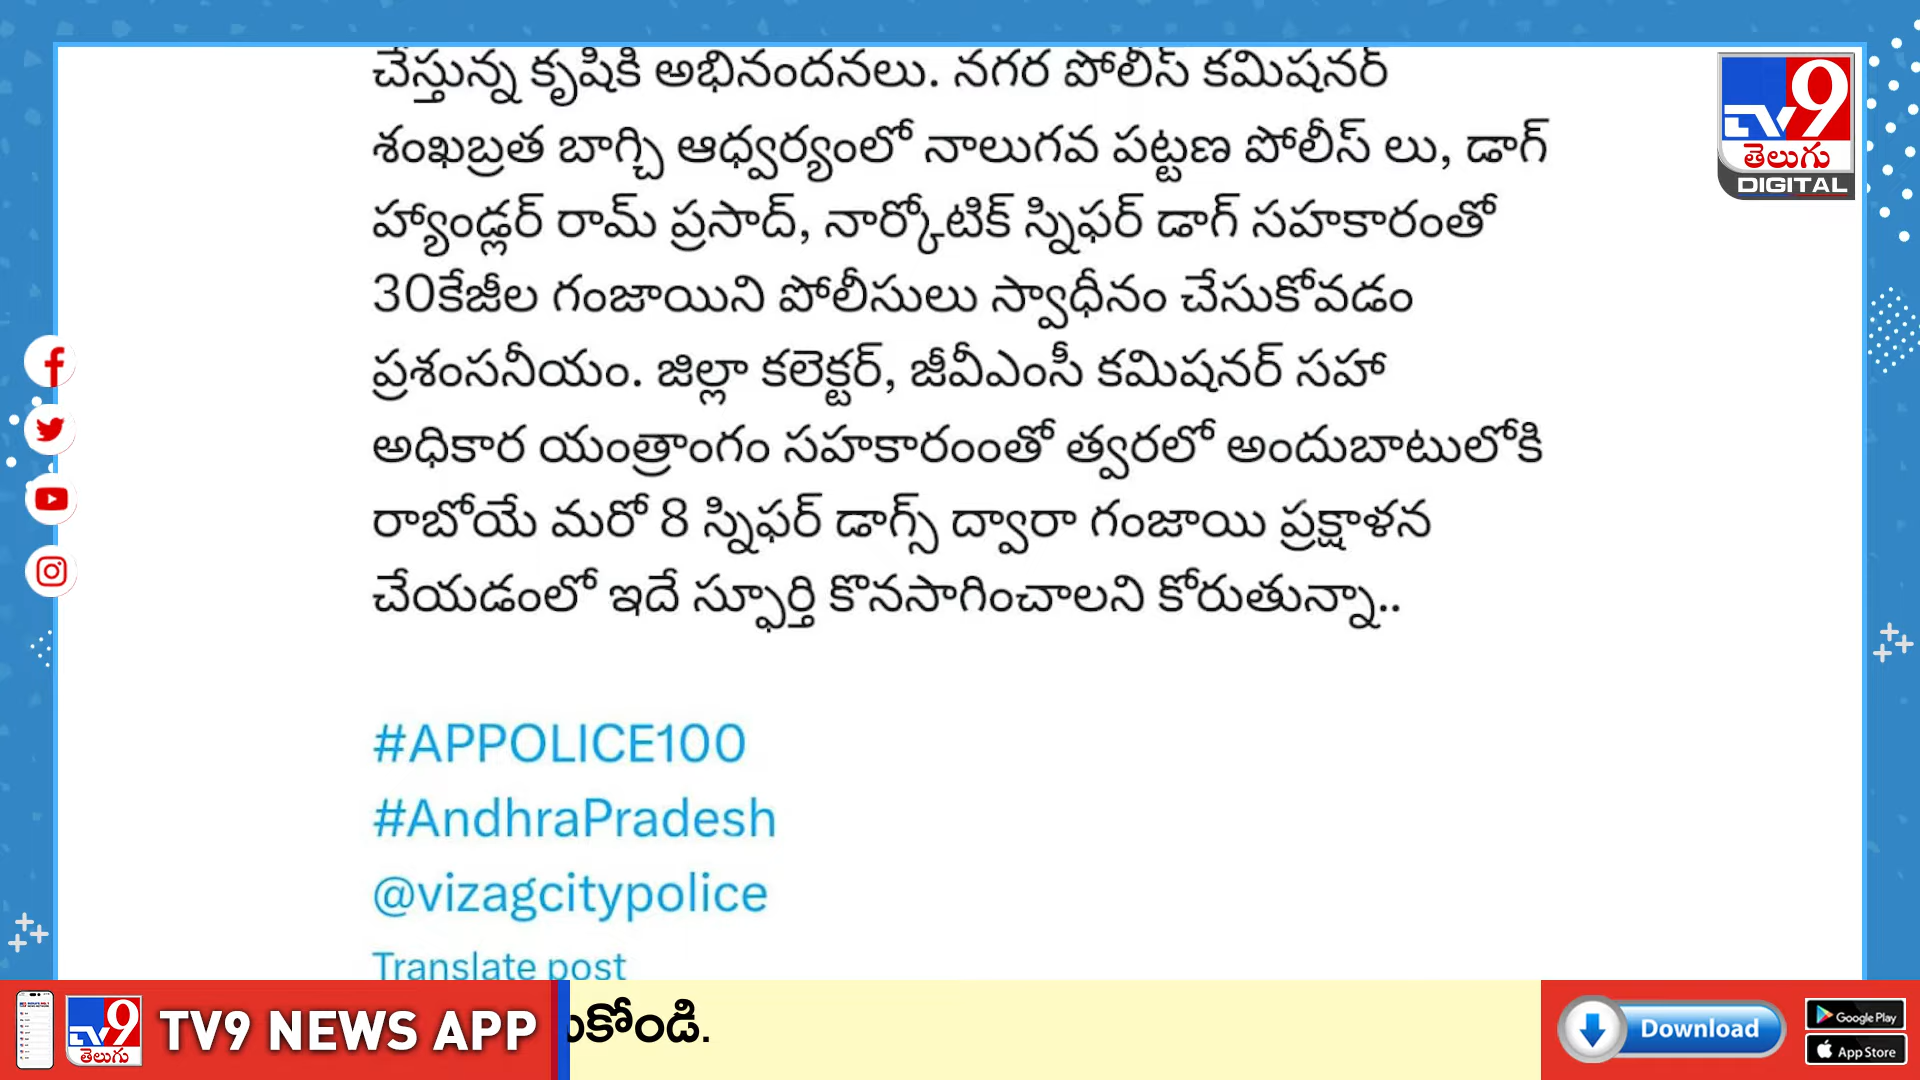 చేస్తున్న కృషికి అభినందనలు. నగర పోలీస్ కమిషనర్
శంఖబ్రత బాగ్చి ఆధ్వర్యంలో నాలుగవ పట్టణ పోలీస్ లు, డాగ్
హ్యాండ్లర్ రామ్ ప్రసాద్, నార్కోటిక్ స్నిఫర్ డాగ్ సహకారంతో
30కేజీల గంజాయిని పోలీసులు స్వాధీనం చేసుకోవడం
ప్రశంసనీయం. జిల్లా కలెక్టర్, జీవీఎంసీ కమిషనర్ సహా
అధికార యంత్రాంగం సహకారంంతో త్వరలో అందుబాటులోకి
రాబోయే మరో 8 స్నిఫర్ డాగ్స్ ద్వారా గంజాయి ప్రక్షాళన
చేయడంలో ఇదే స్ఫూర్తి కొనసాగించాలని కోరుతున్నా..
#APPOLICE100
#AndhraPradesh
@vizagcitypolice
Translate post
TV9
తెలుగు
DIGITAL
TV9
తెలుగు
TV9 NEWS APP
కోండి.
Download
Google Play
App Store